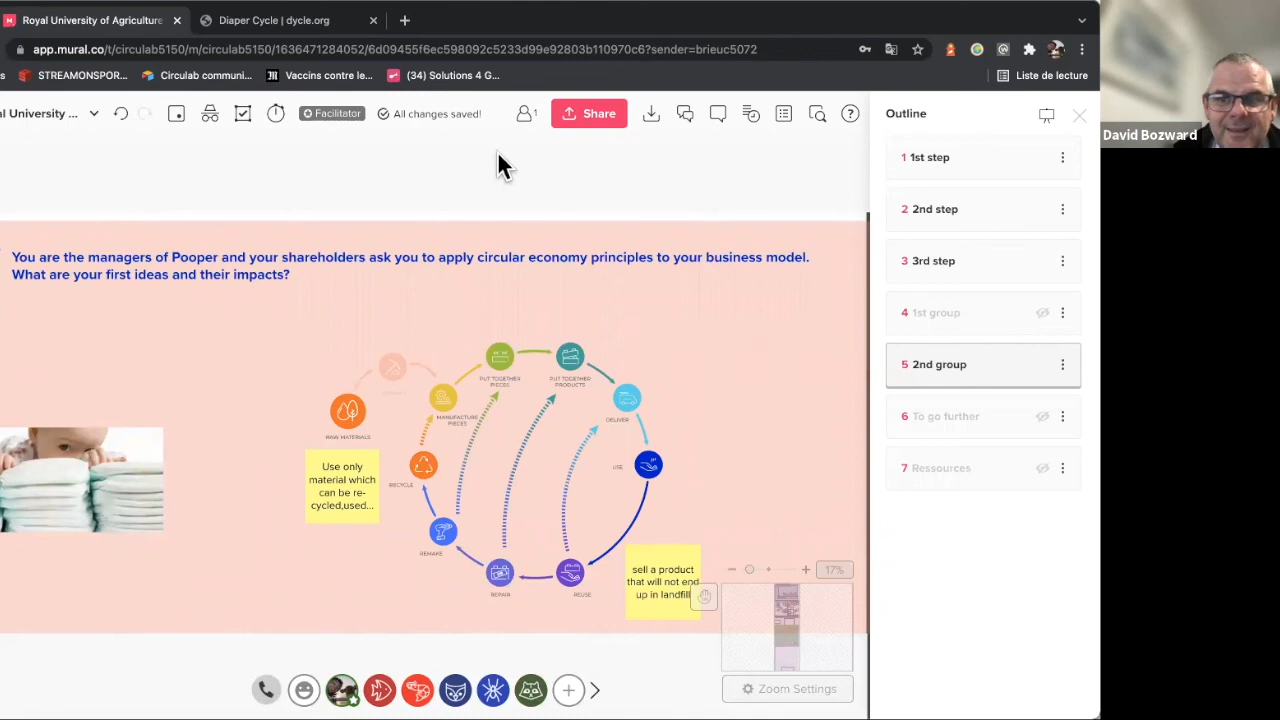 Royal University of Agriculture
Diaper Cycle | dycle.org
app.mural.co/t/circulab5150/m/circulab5150/1636471284052/6d09455f6ec598092c5233d99e92803b110970c6?sender=brieuc5072
STREAMONSPOR...
Circulab communi...
Vaccins contre le...
(34) Solutions 4 G...
Liste de lecture
l University ...
Facilitator
All changes saved!
1
Share
Outline
David Bozward
1 1st step
2 2nd step
3 3rd step
4 1st group
5 2nd group
6 To go further
7 Ressources
You are the managers of Pooper and your shareholders ask you to apply circular economy principles to your business model.
What are your first ideas and their impacts?
PUT TOGETHER
PIECES
PUT TOGETHER
PRODUCTS
MANUFACTURE
PIECES
DELIVER
RAW MATERIALS
USE
RECYCLE
REMAKE
REPAIR
REUSE
Use only
material which
can be re-
cycled,used...
sell a product
that will not end
up in landfill
17%
Zoom Settings